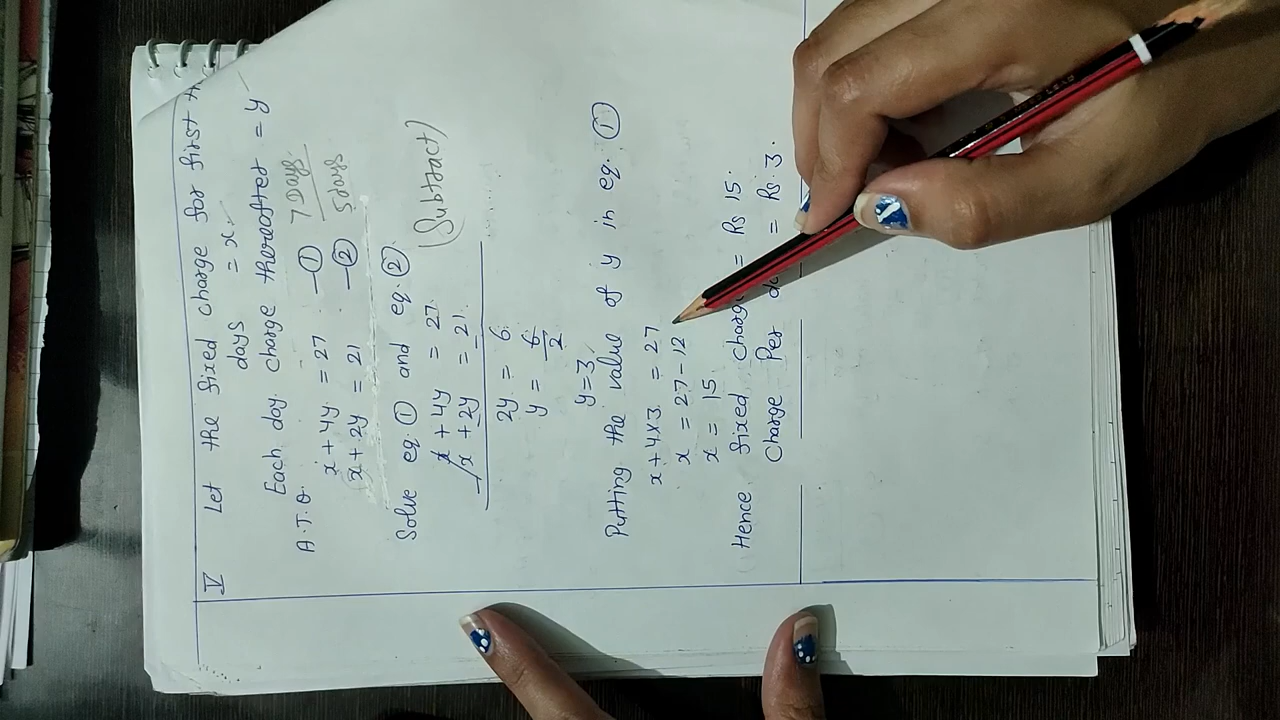 V Let the fixed charge for first
days = x.
Each day charge thereafter = y
A.T.Q.
x + 4y = 27 — ① 7 Days
x + 2y = 21 — ② 5 days
Solve eq ① and eq. ②
x + 4y = 27.
x + 2y = 21. (Subtract)
- - -
2y = 6
y = 6/2
y = 3
Putting the value of y in eq. ①
x + 4×3 = 27
x = 27 - 12
x = 15.
Hence fixed charge = Rs 15.
Charge Per = Rs. 3.